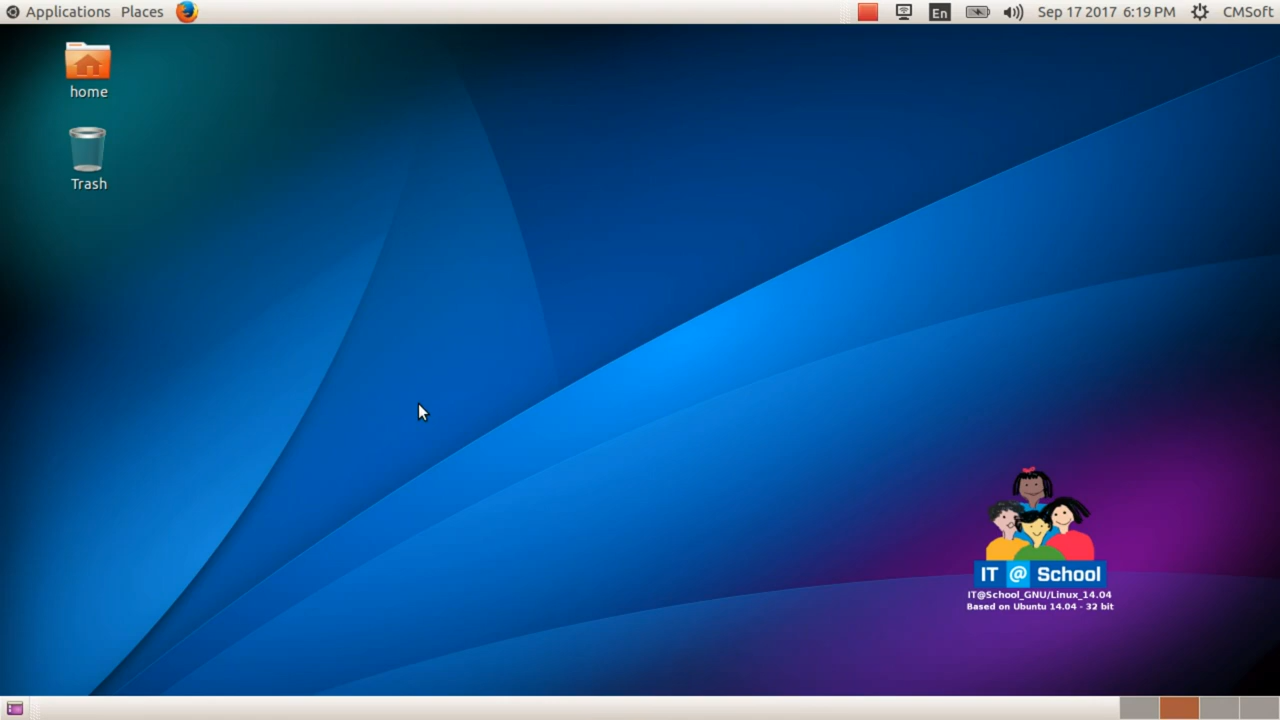 Applications Places En Sep 17 2017 6:19 PM CMSoft
home
Trash
IT @ School
IT@School_GNU/Linux_14.04
Based on Ubuntu 14.04 - 32 bit